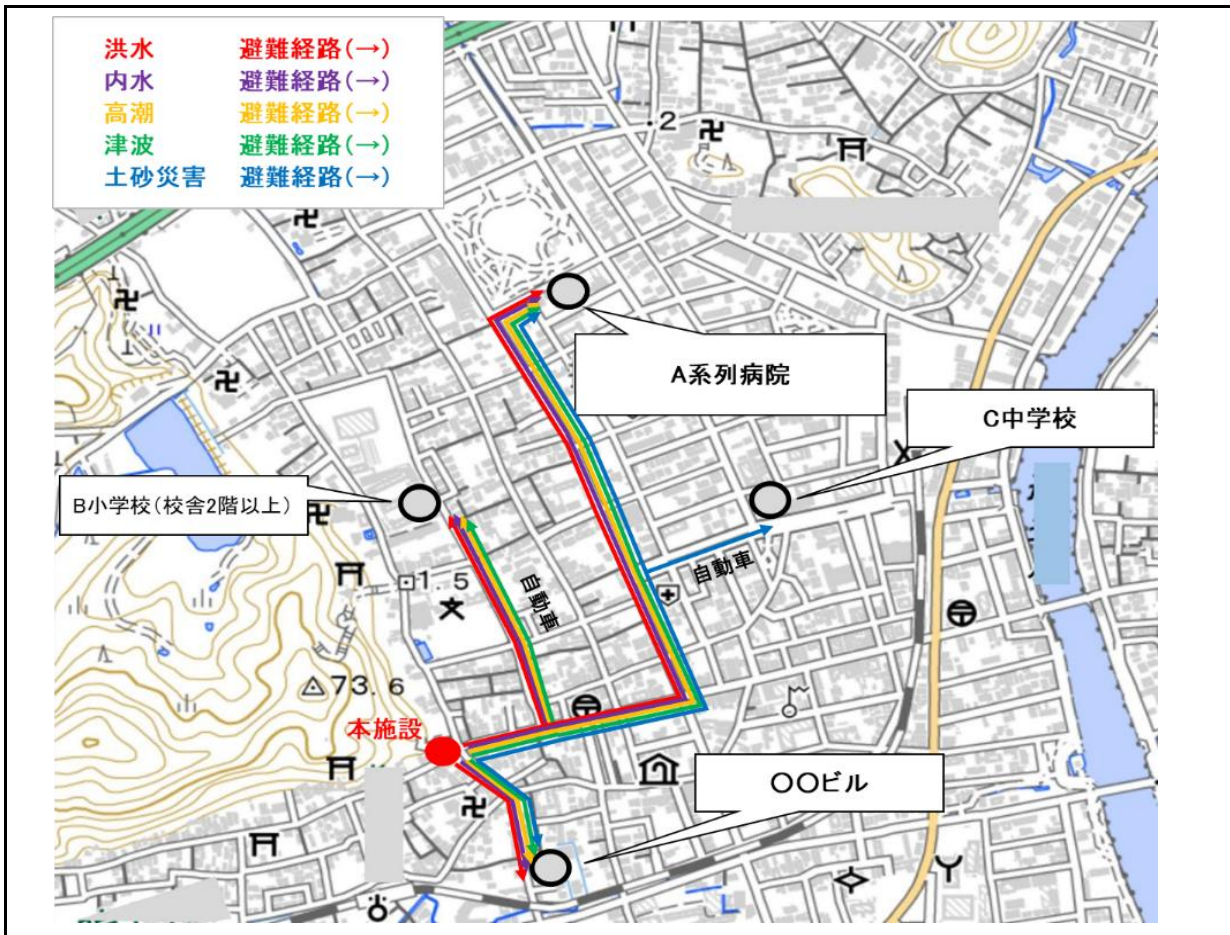 洪水 避難経路(→)
内水 避難経路(→)
高潮 避難経路(→)
津波 避難経路(→)
土砂災害 避難経路(→)
.2
A系列病院
C中学校
B小学校(校舎2階以上)
自動車
1.5
自動車
73.6
本施設
〇〇ビル